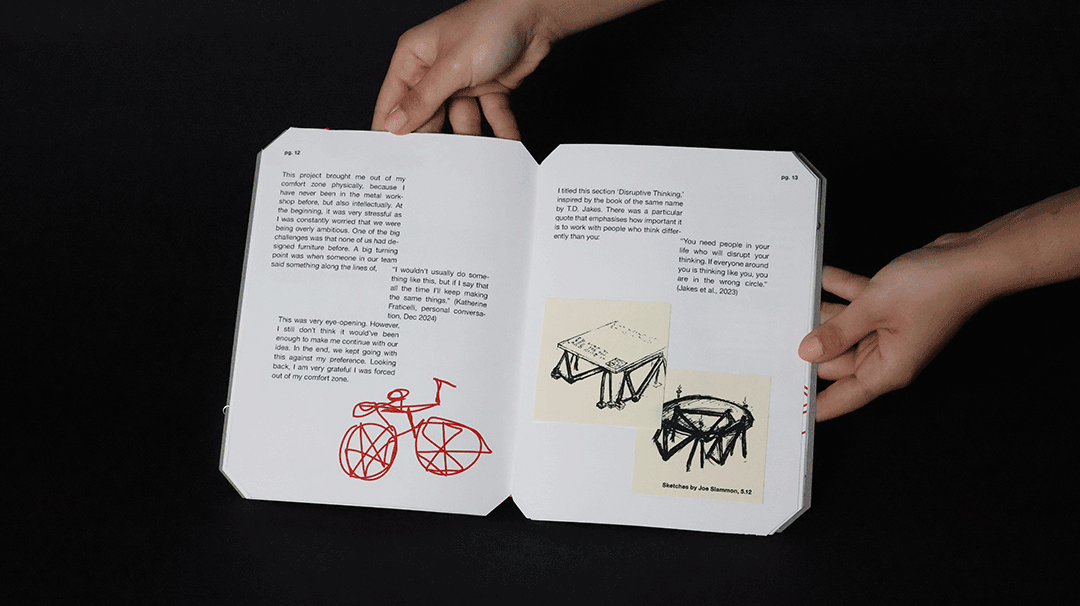 pg. 12
This project brought me out of my
comfort zone physically, because I
have never been in the metal work-
shop before, but also intellectually. At
the beginning, it was very stressful as
I was constantly worried that we were
being overly ambitious. One of the big
challenges was that none of us had de-
signed furniture before. A big turning
point was when someone in our team
said something along the lines of,
"I wouldn't usually do some-
thing like this, but if I say that
all the time I'll keep making
the same things." (Katherine
Fraticelli, personal conversa-
tion, Dec 2024)
This was very eye-opening. However,
I still don't think it would've been
enough to make me continue with our
idea. In the end, we kept going with
this against my preference. Looking
back, I am very grateful I was forced
out of my comfort zone.
pg. 13
I titled this section 'Disruptive Thinking,'
inspired by the book of the same name
by T.D. Jakes. There was a particular
quote that emphasises how important it
is to work with people who think differ-
ently than you:
"You need people in your
life who will disrupt your
thinking. If everyone around
you is thinking like you, you
are in the wrong circle."
(Jakes et al., 2023)
Sketches by Joe Slammon, 5.12